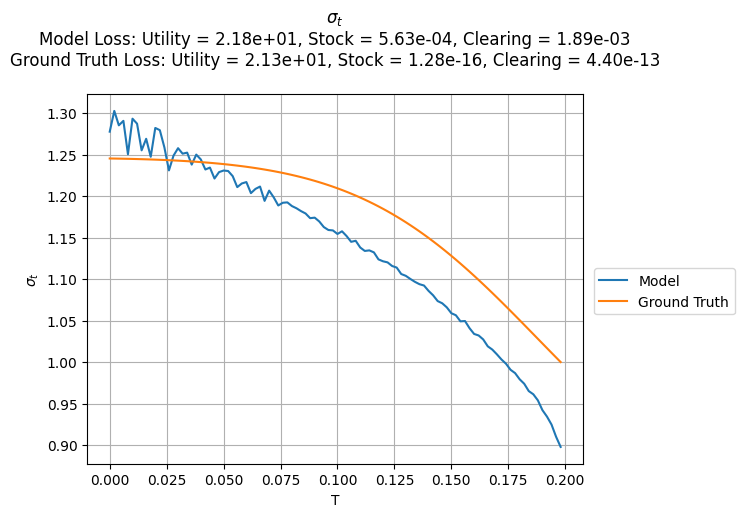 σₜ
Model Loss: Utility = 2.18e+01, Stock = 5.63e-04, Clearing = 1.89e-03
Ground Truth Loss: Utility = 2.13e+01, Stock = 1.28e-16, Clearing = 4.40e-13
1.30
1.25
1.20
1.15
1.10
1.05
1.00
0.95
0.90
σₜ
0.000
0.025
0.050
0.075
0.100
0.125
0.150
0.175
0.200
T
Model
Ground Truth